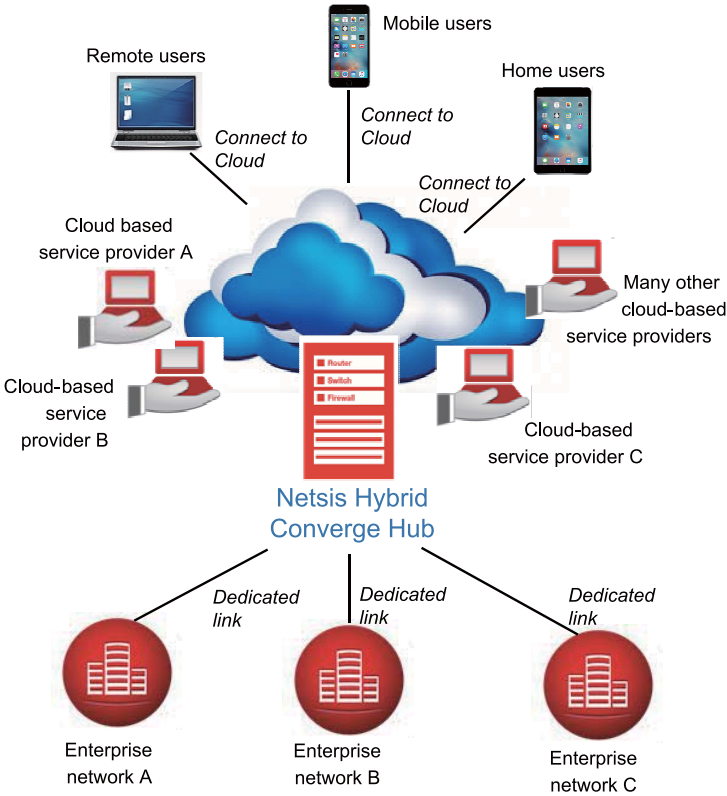 Mobile users
Remote users
Home users
Connect to
Cloud
Connect to
Cloud
Connect to
Cloud
Cloud based
service provider A
Many other
cloud-based
service providers
Cloud-based
service
provider B
Router
Switch
Firewall
Cloud-based
service provider C
Netsis Hybrid
Converge Hub
Dedicated
link
Dedicated
link
Dedicated
link
Enterprise
network A
Enterprise
network B
Enterprise
network C